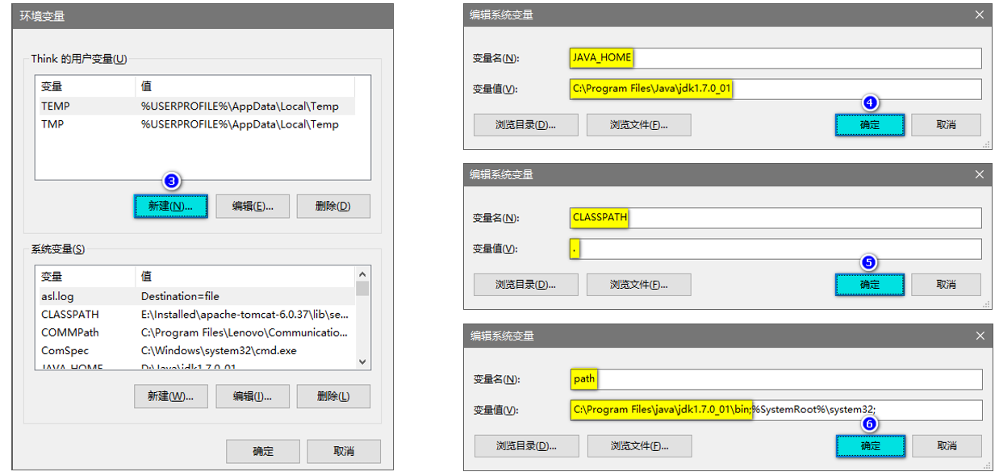 环境变量
Think 的用户变量(U)
变量 值
TEMP %USERPROFILE%\AppData\Local\Temp
TMP %USERPROFILE%\AppData\Local\Temp
3
新建(N)... 编辑(E)... 删除(D)
系统变量(S)
变量 值
asl.log Destination=file
CLASSPATH E:\Installed\apache-tomcat-6.0.37\lib\se...
COMMPath C:\Program Files\Lenovo\Communicatio...
ComSpec C:\Windows\system32\cmd.exe
JAVA_HOME D:\Java\jdk1.7.0_01
新建(W)... 编辑(I)... 删除(L)
确定 取消
编辑系统变量
变量名(N): JAVA_HOME
变量值(V): C:\Program Files\Java\jdk1.7.0_01
4
浏览目录(D)... 浏览文件(F)... 确定 取消
编辑系统变量
变量名(N): CLASSPATH
变量值(V): .
5
浏览目录(D)... 浏览文件(F)... 确定 取消
编辑系统变量
变量名(N): path
变量值(V): C:\Program Files\java\jdk1.7.0_01\bin;%SystemRoot%\system32;
6
浏览目录(D)... 浏览文件(F)... 确定 取消